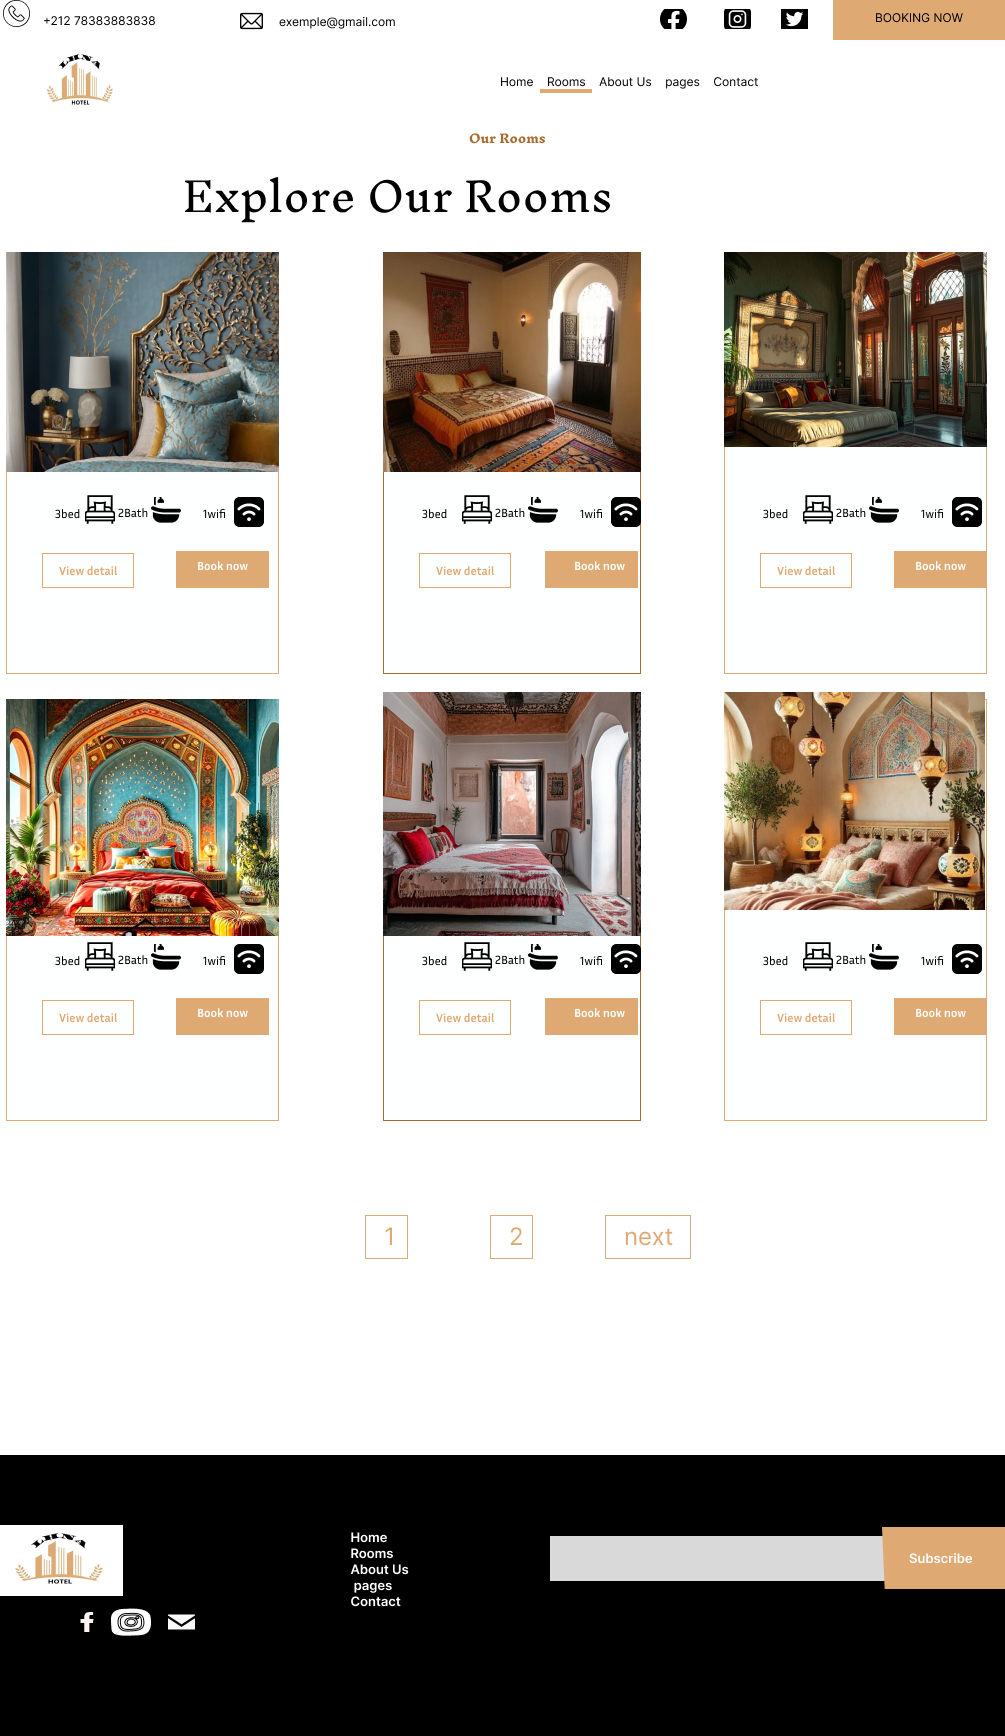 +212 78383883838
exemple@gmail.com
BOOKING NOW
HOTEL
Home Rooms About Us pages Contact
Our Rooms
Explore Our Rooms
3bed 2Bath 1wifi
View detail Book now
3bed 2Bath 1wifi
View detail Book now
3bed 2Bath 1wifi
View detail Book now
3bed 2Bath 1wifi
View detail Book now
3bed 2Bath 1wifi
View detail Book now
3bed 2Bath 1wifi
View detail Book now
1 2 next
HOTEL
Home
Rooms
About Us
pages
Contact
Subscribe